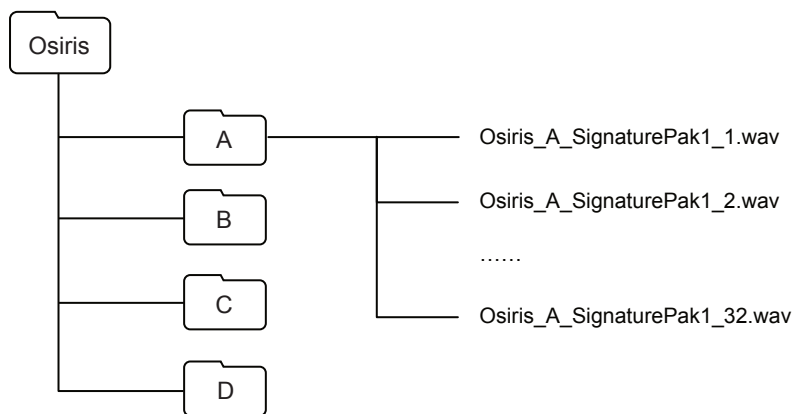 Osiris
A
Osiris_A_SignaturePak1_1.wav
B
Osiris_A_SignaturePak1_2.wav
……
C
Osiris_A_SignaturePak1_32.wav
D